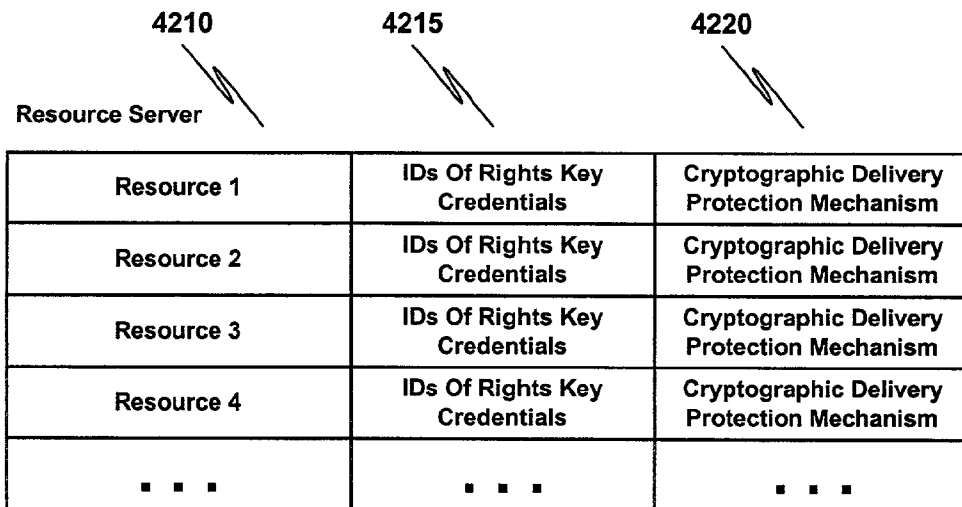 4210 4215 4220
Resource Server
Resource 1 IDs Of Rights Key Credentials Cryptographic Delivery Protection Mechanism
Resource 2 IDs Of Rights Key Credentials Cryptographic Delivery Protection Mechanism
Resource 3 IDs Of Rights Key Credentials Cryptographic Delivery Protection Mechanism
Resource 4 IDs Of Rights Key Credentials Cryptographic Delivery Protection Mechanism
. . . . . . . . .